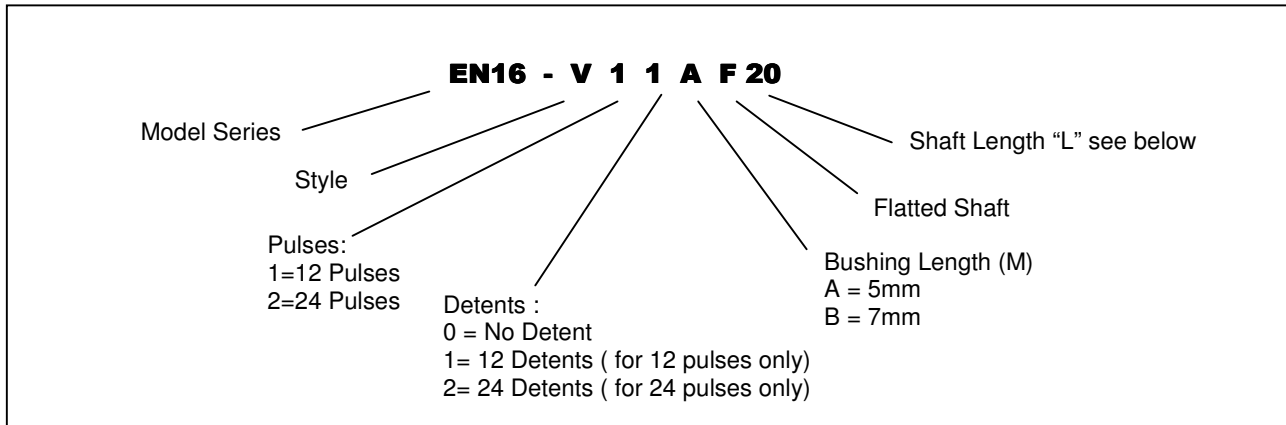 EN16 - V 1 1 A F 20
Model Series
Style
Pulses:
1=12 Pulses
2=24 Pulses
Detents :
0 = No Detent
1= 12 Detents ( for 12 pulses only)
2= 24 Detents ( for 24 pulses only)
Bushing Length (M)
A = 5mm
B = 7mm
Flatted Shaft
Shaft Length “L” see below